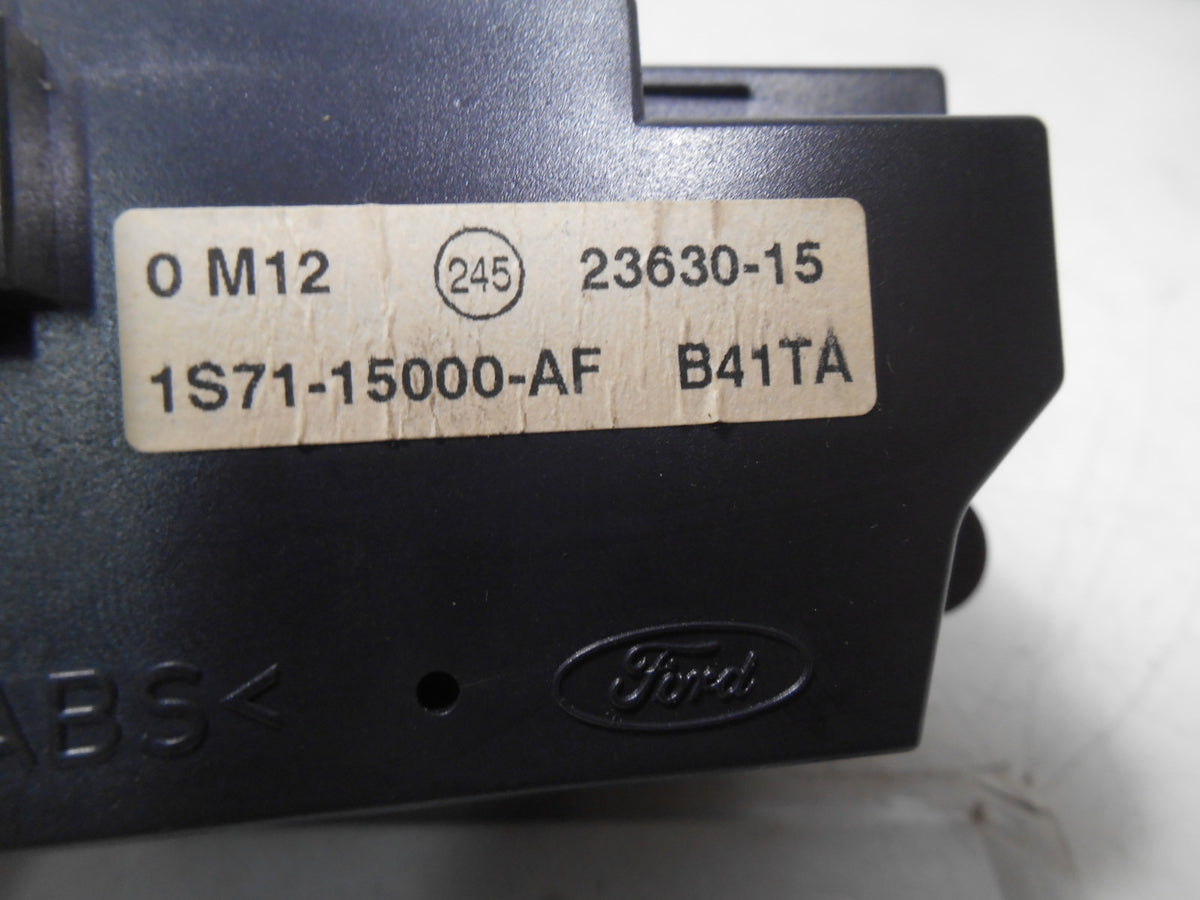 0 M12 245 23630-15
1S71-15000-AF B41TA
ABS<
Ford